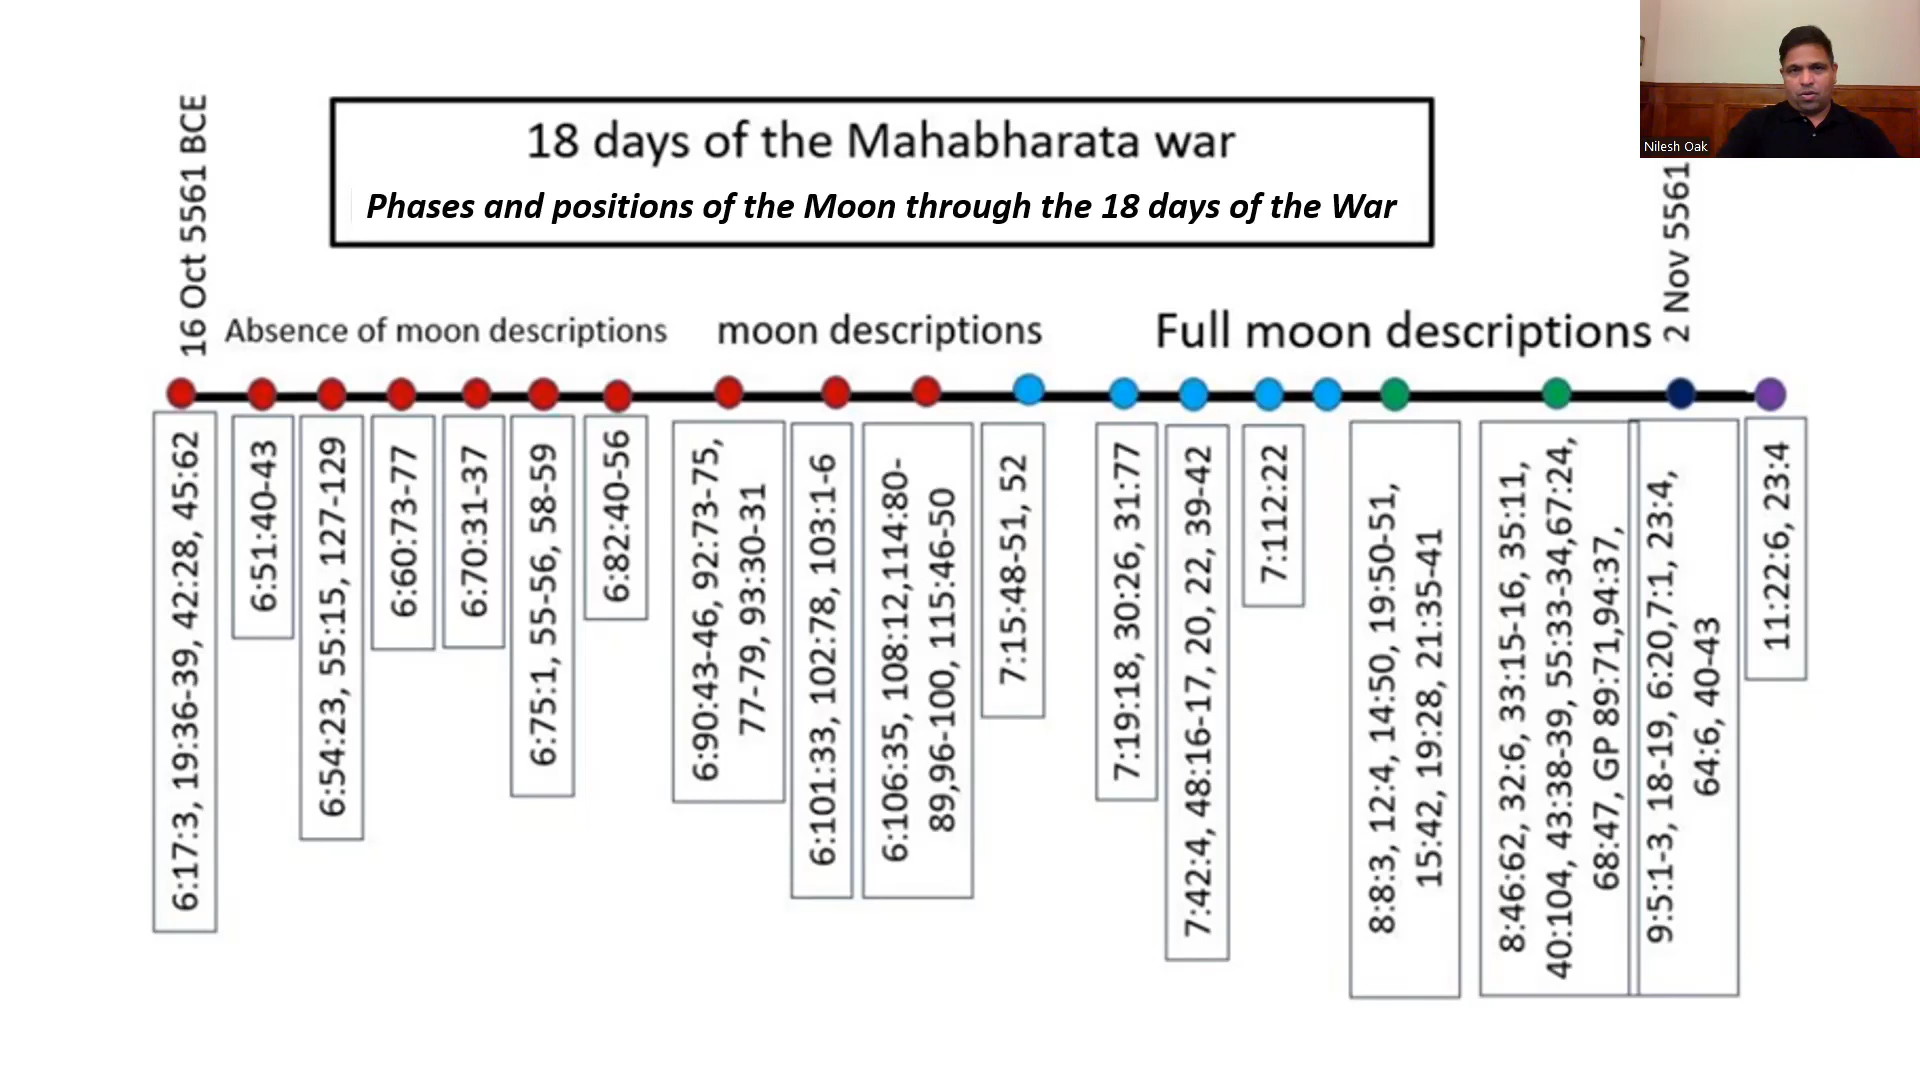 Nilesh Oak
18 days of the Mahabharata war
Phases and positions of the Moon through the 18 days of the War
16 Oct 5561 BCE
2 Nov 5561
Absence of moon descriptions
moon descriptions
Full moon descriptions
6:17:3, 19:36-39, 42:28, 45:62
6:51:40-43
6:54:23, 55:15, 127-129
6:60:73-77
6:70:31-37
6:75:1, 55-56, 58-59
6:82:40-56
6:90:43-46, 92:73-75,
77-79, 93:30-31
6:101:33, 102:78, 103:1-6
6:106:35, 108:12,114:80-
89,96-100, 115:46-50
7:15:48-51, 52
7:19:18, 30:26, 31:77
7:42:4, 48:16-17, 20, 22, 39-42
7:112:22
8:8:3, 12:4, 14:50, 19:50-51,
15:42, 19:28, 21:35-41
8:46:62, 32:6, 33:15-16, 35:11,
40:104, 43:38-39, 55:33-34,67:24,
68:47, GP 89:71,94:37,
9:5:1-3, 18-19, 6:20,7:1, 23:4,
64:6, 40-43
11:22:6, 23:4